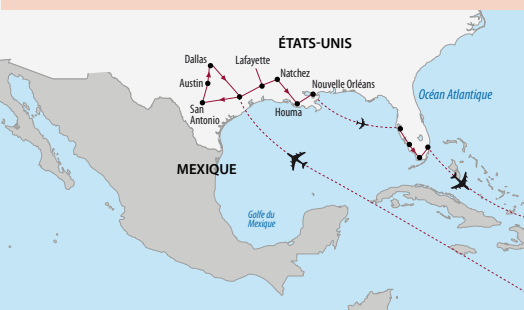 ÉTATS-UNIS
Dallas
Lafayette
Natchez
Austin
Nouvelle Orléans
Océan Atlantique
San
Antonio
Houma
MEXIQUE
Golfe du
Mexique